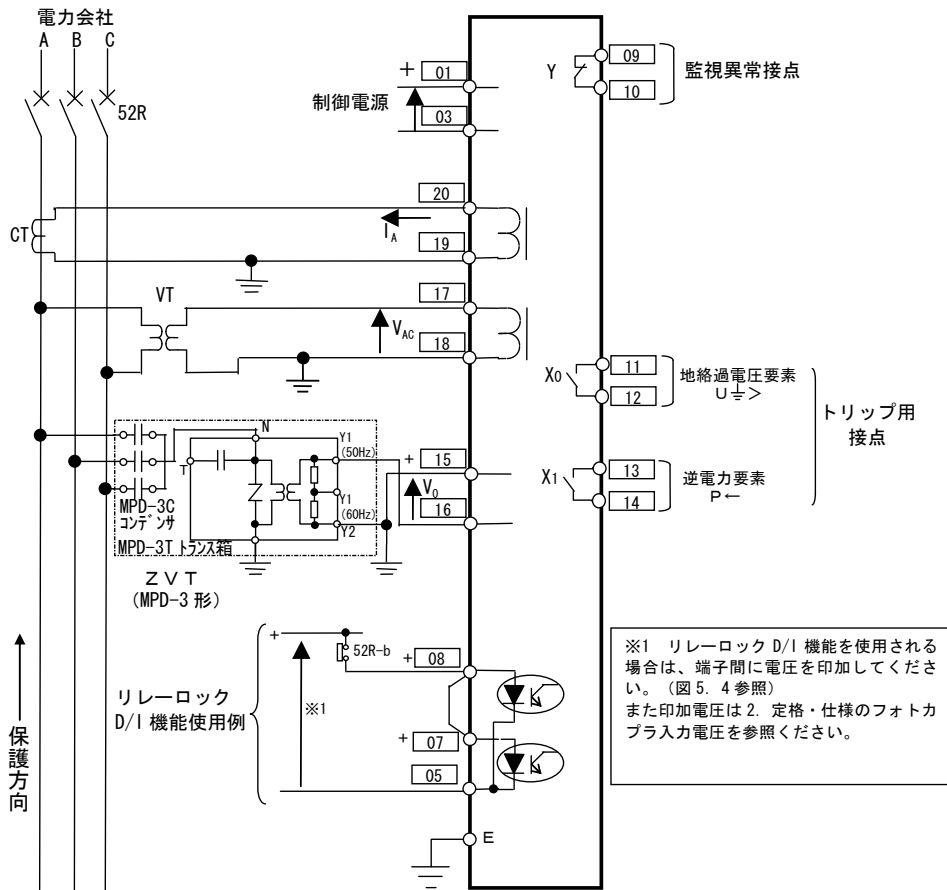 電力会社
A B C
52R
+ 01
制御電源
03
Y
09
10
監視異常接点
20
CT
I_A
19
17
VT
V_AC
18
X0
11
12
地絡過電圧要素
U⏚>
トリップ用
接点
X1
13
14
逆電力要素
P←
N
T
Y1
(50Hz)
Y1
(60Hz)
Y2
MPD-3C
コンデンサ
MPD-3T トランス箱
ZVT
(MPD-3 形)
+ 15
V_0
16
+
52R-b
+ 08
リレーロック
D/I 機能使用例
※1
+ 07
05
E
保護方向
※1 リレーロック D/I 機能を使用される
場合は、端子間に電圧を印加してくださ
い。(図 5.4 参照)
また印加電圧は 2. 定格・仕様のフォトカ
プラ入力電圧を参照ください。